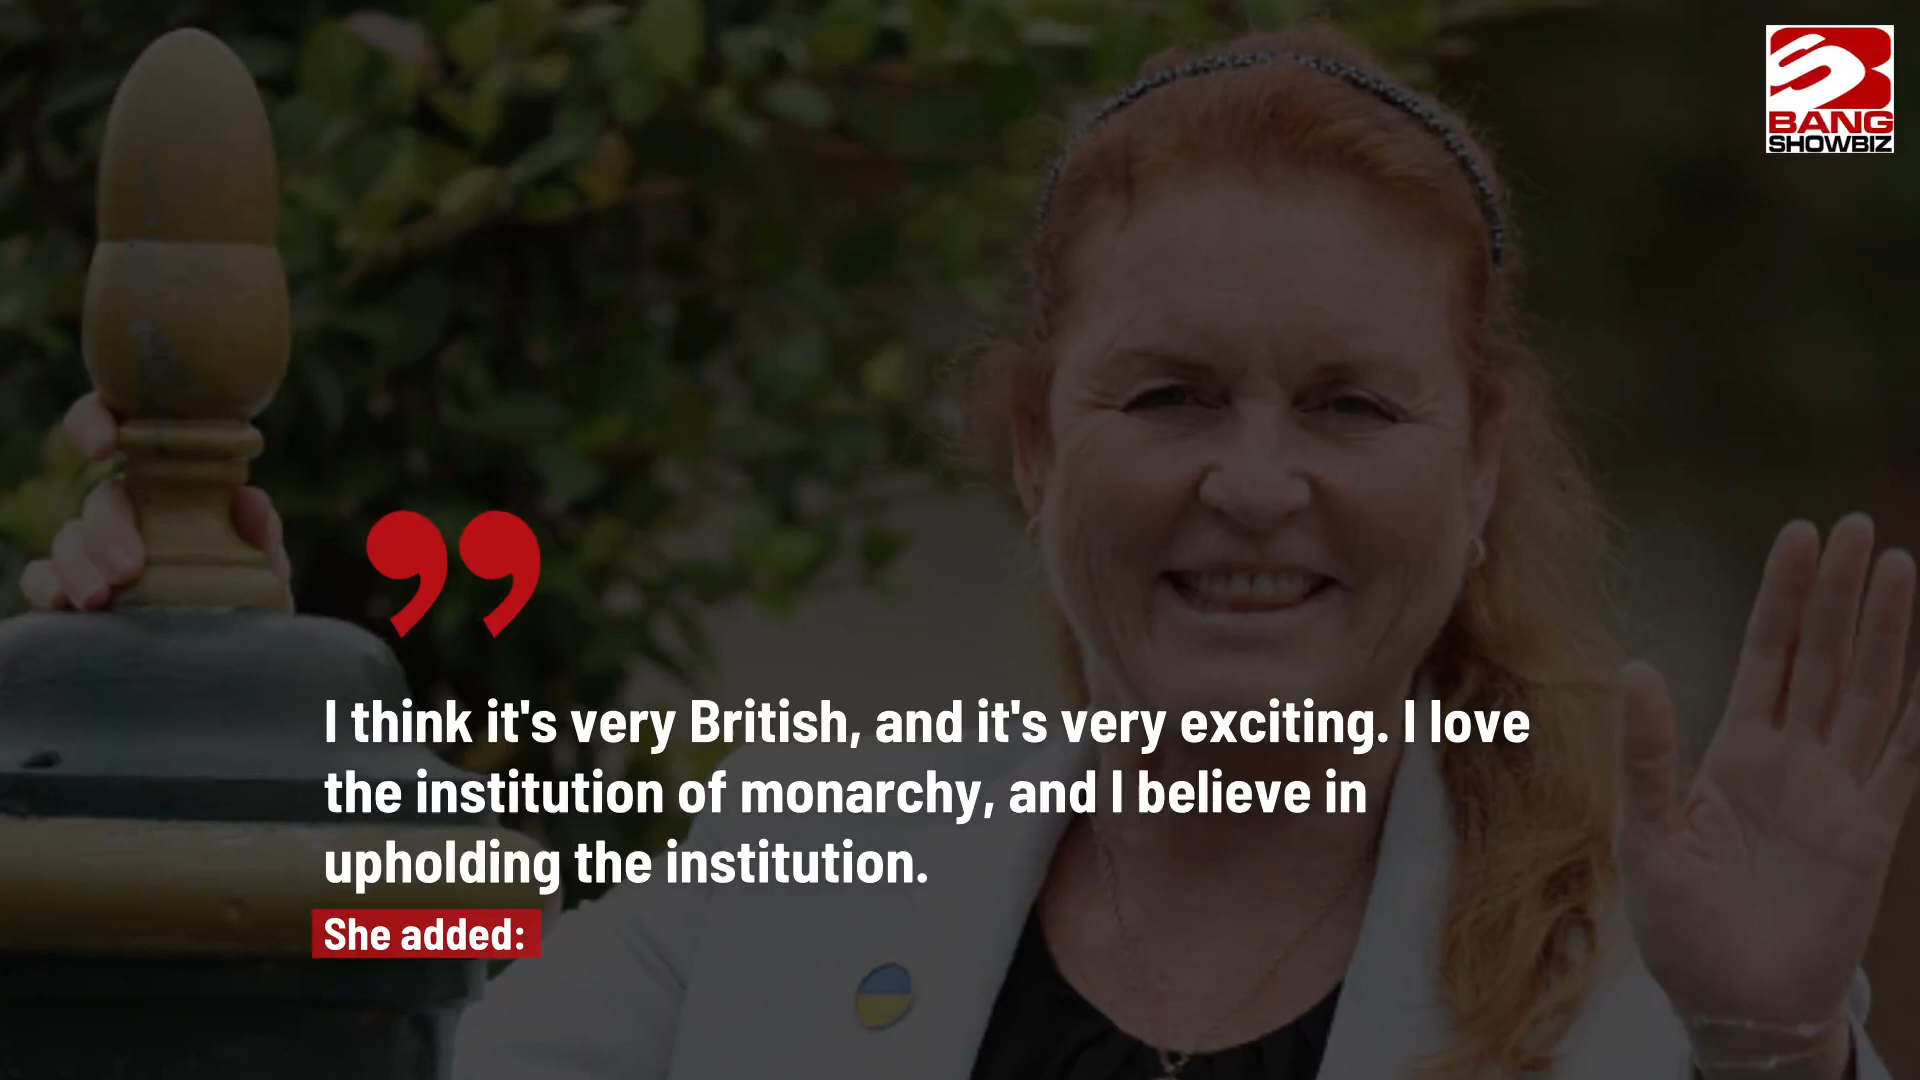 BANG
SHOWBIZ
I think it's very British, and it's very exciting. I love
the institution of monarchy, and I believe in
upholding the institution.
She added: